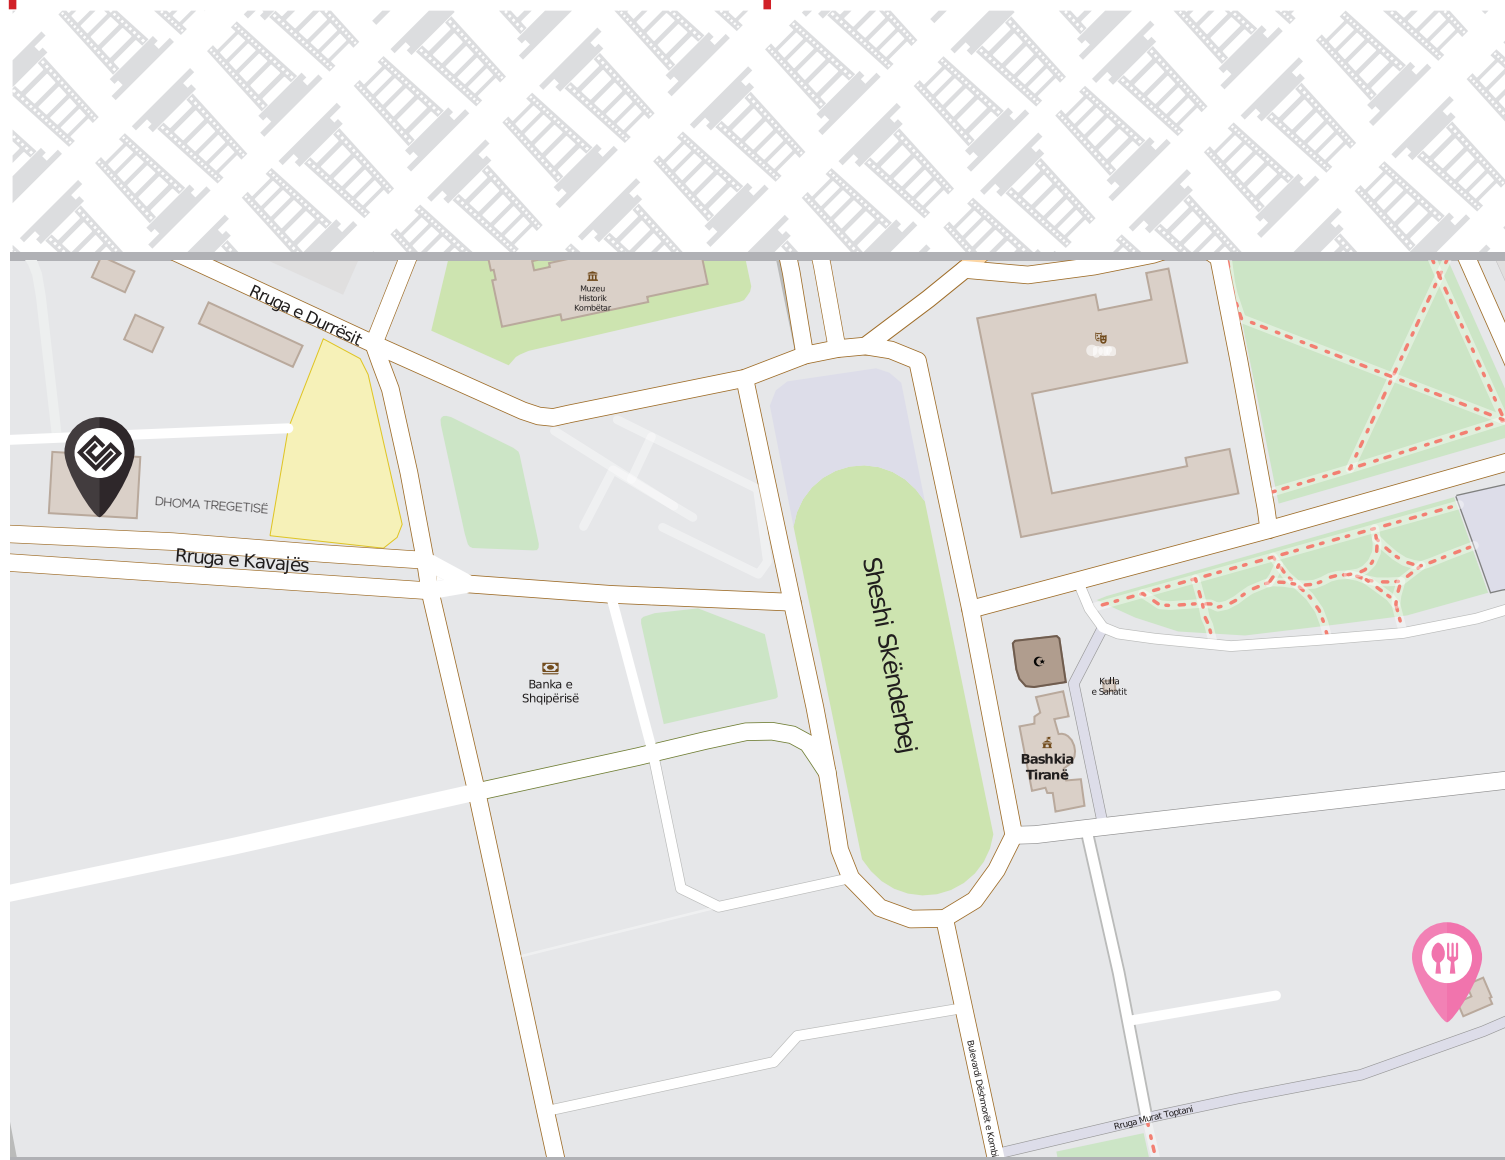 Muzeu
Historik
Kombëtar
Rruga e Durrësit
DHOMA TREGETISË
Rruga e Kavajës
Sheshi Skënderbej
Banka e
Shqipërisë
Kulla
e Sahatit
Bashkia
Tiranë
Bulevardi Dëshmorët e Kombi
Rruga Murat Toptani